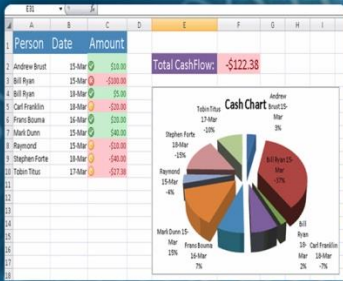 E31
fx
A B C D E F G H I
1 Person Date Amount
2 Andrew Brust 15-Mar $10.00 Total CashFlow: -$122.38
3 Bill Ryan 15-Mar -$100.00
4 Bill Ryan 18-Mar $5.00
5 Carl Franklin 18-Mar -$20.00
6 Frans Bouma 16-Mar $20.00
7 Mark Dunn 15-Mar $40.00
8 Raymond 15-Mar -$10.00
9 Stephen Forte 18-Mar -$40.00
10 Tobin Titus 17-Mar -$27.38
11
12
13
14
15
16
17
18
Cash Chart
Andrew
Brust 15-
Mar
3%
Bill Ryan 15-
Mar
-37%
Bill
Ryan
18-
Mar
2%
Carl Franklin
18-Mar
-7%
Frans Bouma
16-Mar
7%
Mark Dunn 15-
Mar
15%
Raymond
15-Mar
-4%
Stephen Forte
18-Mar
-15%
Tobin Titus
17-Mar
-10%